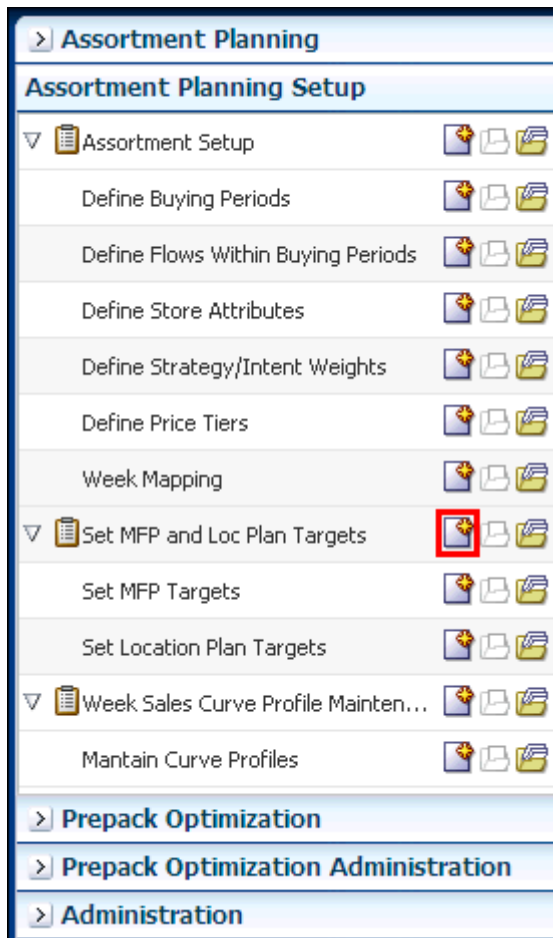 Assortment Planning
Assortment Planning Setup
Assortment Setup
Define Buying Periods
Define Flows Within Buying Periods
Define Store Attributes
Define Strategy/Intent Weights
Define Price Tiers
Week Mapping
Set MFP and Loc Plan Targets
Set MFP Targets
Set Location Plan Targets
Week Sales Curve Profile Mainten...
Mantain Curve Profiles
Prepack Optimization
Prepack Optimization Administration
Administration